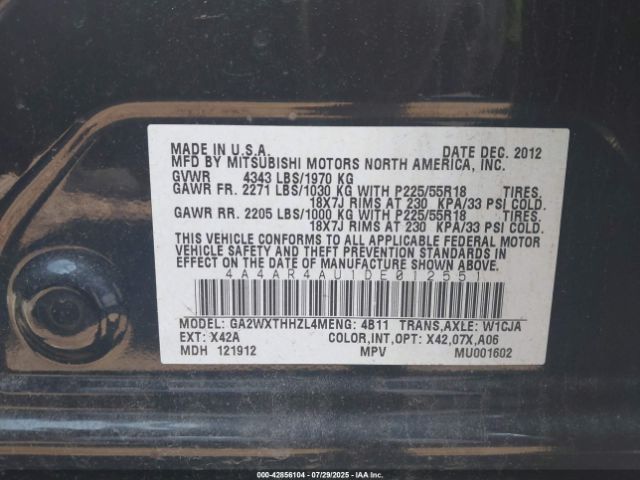 MADE IN U.S.A. DATE DEC. 2012
MFD BY MITSUBISHI MOTORS NORTH AMERICA, INC.
GVWR 4343 LBS/1970 KG
GAWR FR. 2271 LBS/1030 KG WITH P225/55R18 TIRES,
18X7J RIMS AT 230 KPA/33 PSI COLD.
GAWR RR. 2205 LBS/1000 KG WITH P225/55R18 TIRES,
18X7J RIMS AT 230 KPA/33 PSI COLD.
THIS VEHICLE CONFORMS TO ALL APPLICABLE FEDERAL MOTOR
VEHICLE SAFETY AND THEFT PREVENTION STANDARDS IN
EFFECT ON THE DATE OF MANUFACTURE SHOWN ABOVE.
4A4AR4AU1DE012551
MODEL: GA2WXTHHZL4MENG: 4B11 TRANS,AXLE: W1CJA
EXT: X42A COLOR,INT,OPT: X42,07X,A06
MDH 121912 MPV MU001602
000-42856104 | 07/29/2025 | IAA Inc.